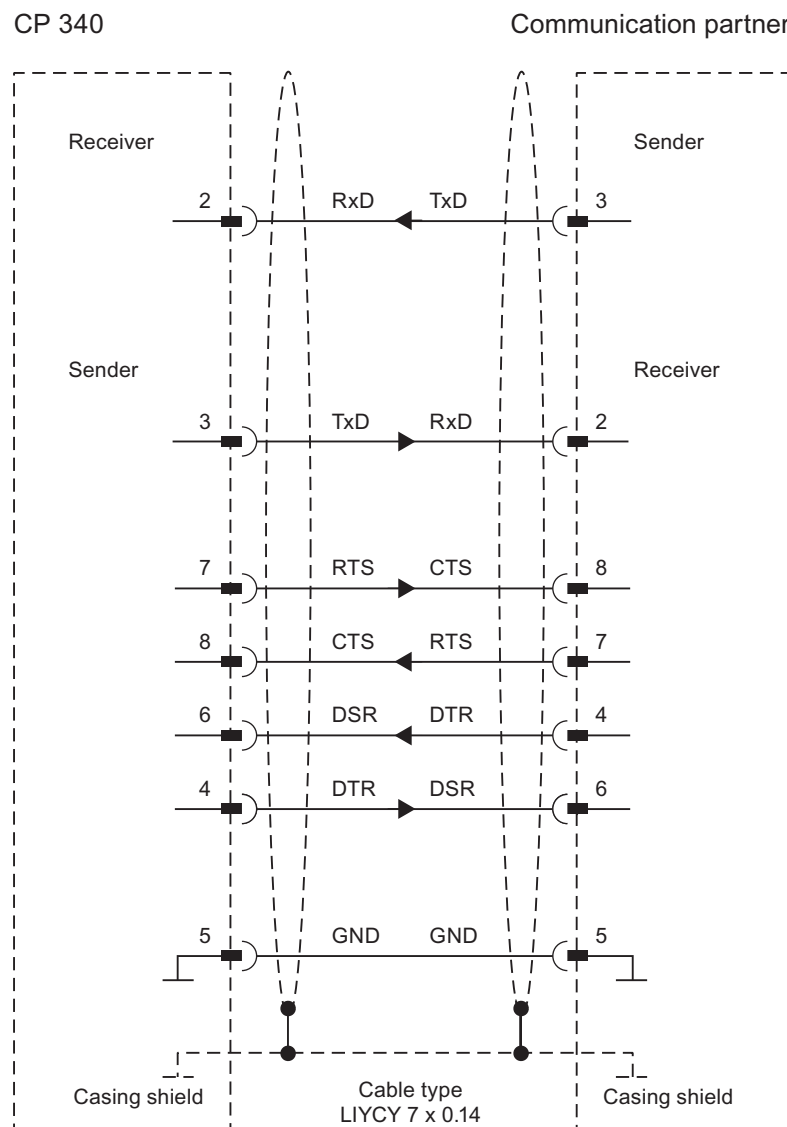 CP 340
Communication partner
Receiver
Sender
2 RxD TxD 3
Sender
Receiver
3 TxD RxD 2
7 RTS CTS 8
8 CTS RTS 7
6 DSR DTR 4
4 DTR DSR 6
5 GND GND 5
Casing shield
Cable type
LIYCY 7 x 0.14
Casing shield